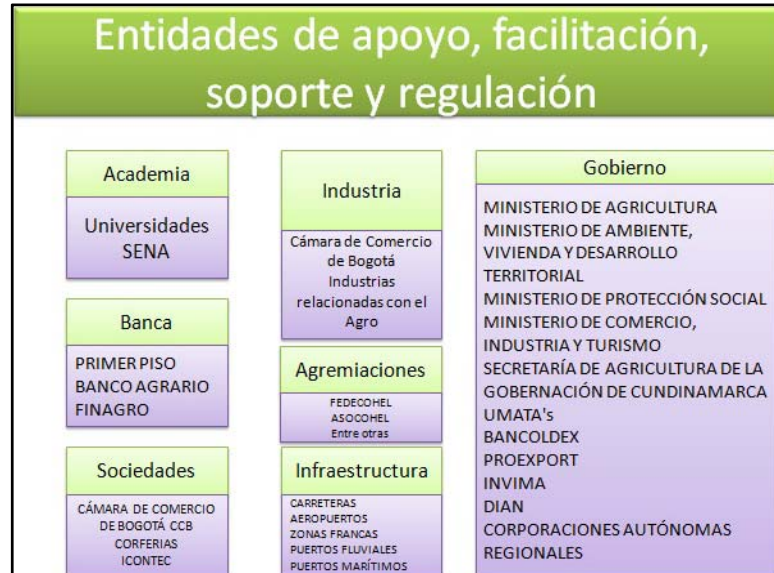 Entidades de apoyo, facilitación,
soporte y regulación
Academia
Universidades
SENA
Banca
PRIMER PISO
BANCO AGRARIO
FINAGRO
Sociedades
CÁMARA DE COMERCIO
DE BOGOTÁ CCB
CORFERIAS
ICONTEC
Industria
Cámara de Comercio
de Bogotá
Industrias
relacionadas con el
Agro
Agremiaciones
FEDECOHEL
ASOCOHEL
Entre otras
Infraestructura
CARRETERAS
AEROPUERTOS
ZONAS FRANCAS
PUERTOS FLUVIALES
PUERTOS MARÍTIMOS
Gobierno
MINISTERIO DE AGRICULTURA
MINISTERIO DE AMBIENTE,
VIVIENDA Y DESARROLLO
TERRITORIAL
MINISTERIO DE PROTECCIÓN SOCIAL
MINISTERIO DE COMERCIO,
INDUSTRIA Y TURISMO
SECRETARÍA DE AGRICULTURA DE LA
GOBERNACIÓN DE CUNDINAMARCA
UMATA's
BANCOLDEX
PROEXPORT
INVIMA
DIAN
CORPORACIONES AUTÓNOMAS
REGIONALES